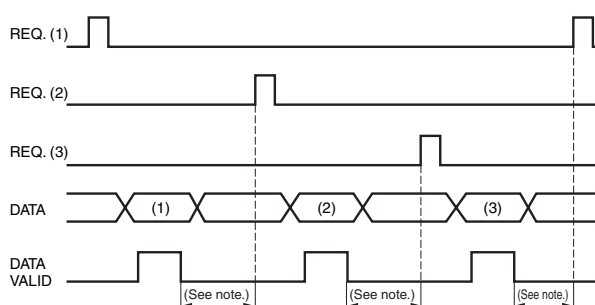 REQ. (1)
REQ. (2)
REQ. (3)
DATA (1) (2) (3)
DATA
VALID
(See note.) (See note.) (See note.)